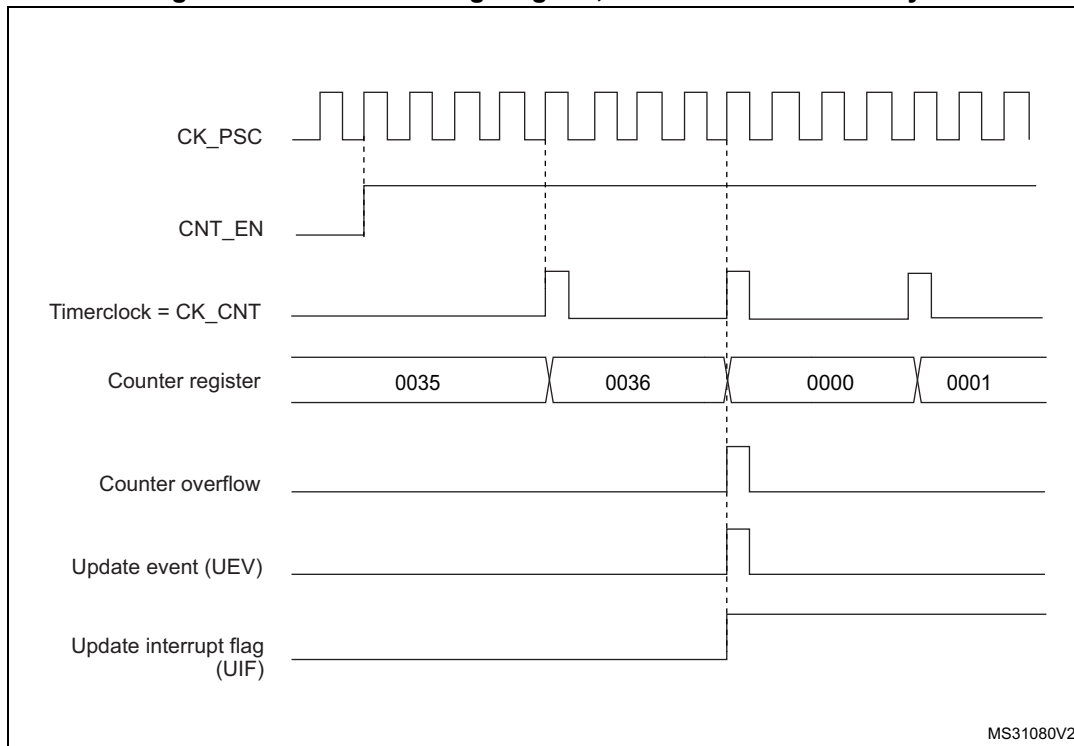 CK_PSC
CNT_EN
Timerclock = CK_CNT
Counter register
0035
0036
0000
0001
Counter overflow
Update event (UEV)
Update interrupt flag
(UIF)
MS31080V2